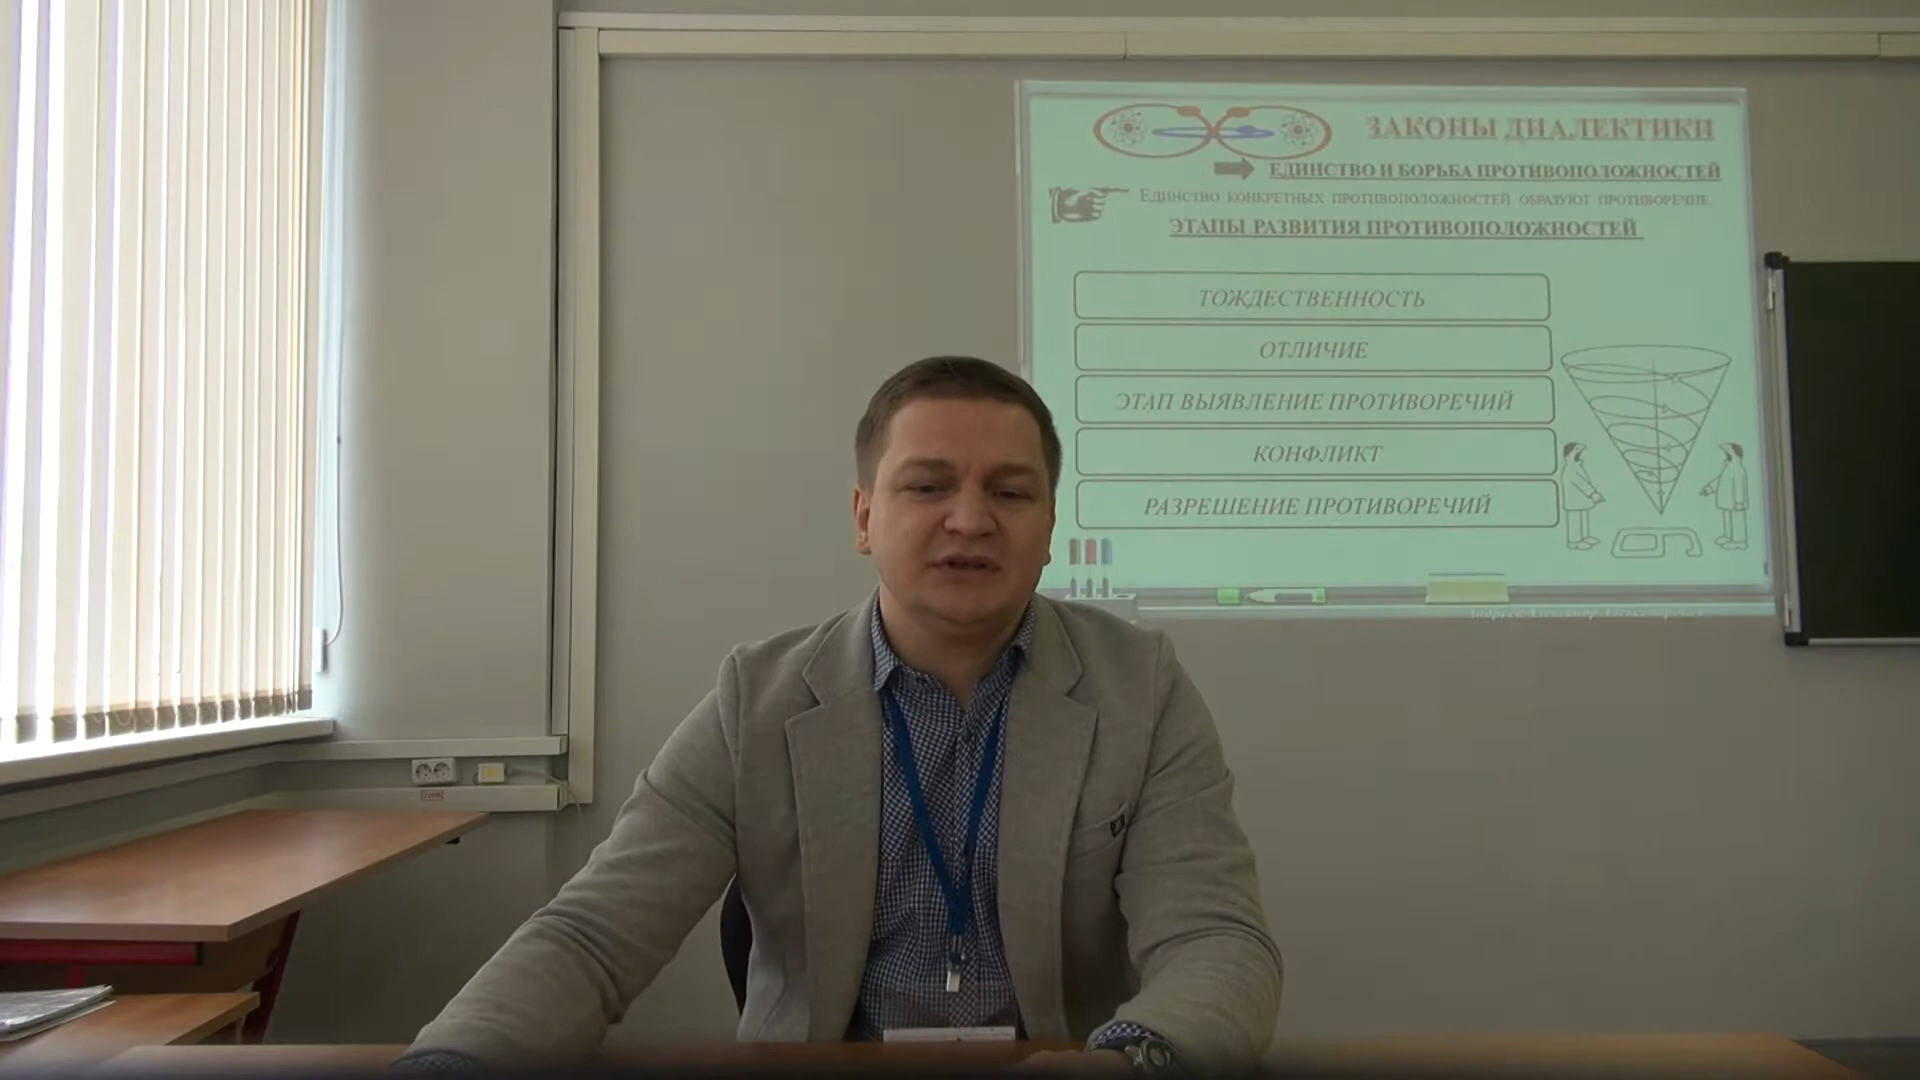 ЗАКОНЫ ДИАЛЕКТИКИ
ЕДИНСТВО И БОРЬБА ПРОТИВОПОЛОЖНОСТЕЙ
ЕДИНСТВО КОНКРЕТНЫХ ПРОТИВОПОЛОЖНОСТЕЙ ОБРАЗУЮТ ПРОТИВОРЕЧИЕ
ЭТАПЫ РАЗВИТИЯ ПРОТИВОПОЛОЖНОСТЕЙ
ТОЖДЕСТВЕННОСТЬ
ОТЛИЧИЕ
ЭТАП ВЫЯВЛЕНИЕ ПРОТИВОРЕЧИЙ
КОНФЛИКТ
РАЗРЕШЕНИЕ ПРОТИВОРЕЧИЙ
220В